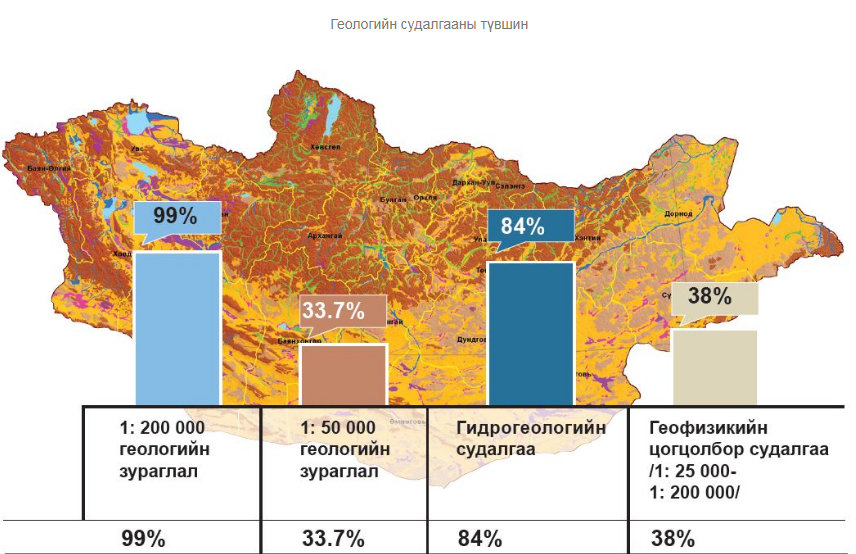 Геологийн судалгааны түвшин
Хөвсгөл
Увс
Баян-Өлгий
Дархан-Уул
Сэлэнгэ
Булган
Орхон
Дорнод
Архангай
Хэнтий
99%
84%
38%
33.7%
Баянхонгор
Дундговь
Өмнөговь
1: 200 000
геологийн
зураглал
1: 50 000
геологийн
зураглал
Гидрогеологийн
судалгаа
Геофизикийн
цогцолбор судалгаа
/1: 25 000-
1: 200 000/
99%
33.7%
84%
38%